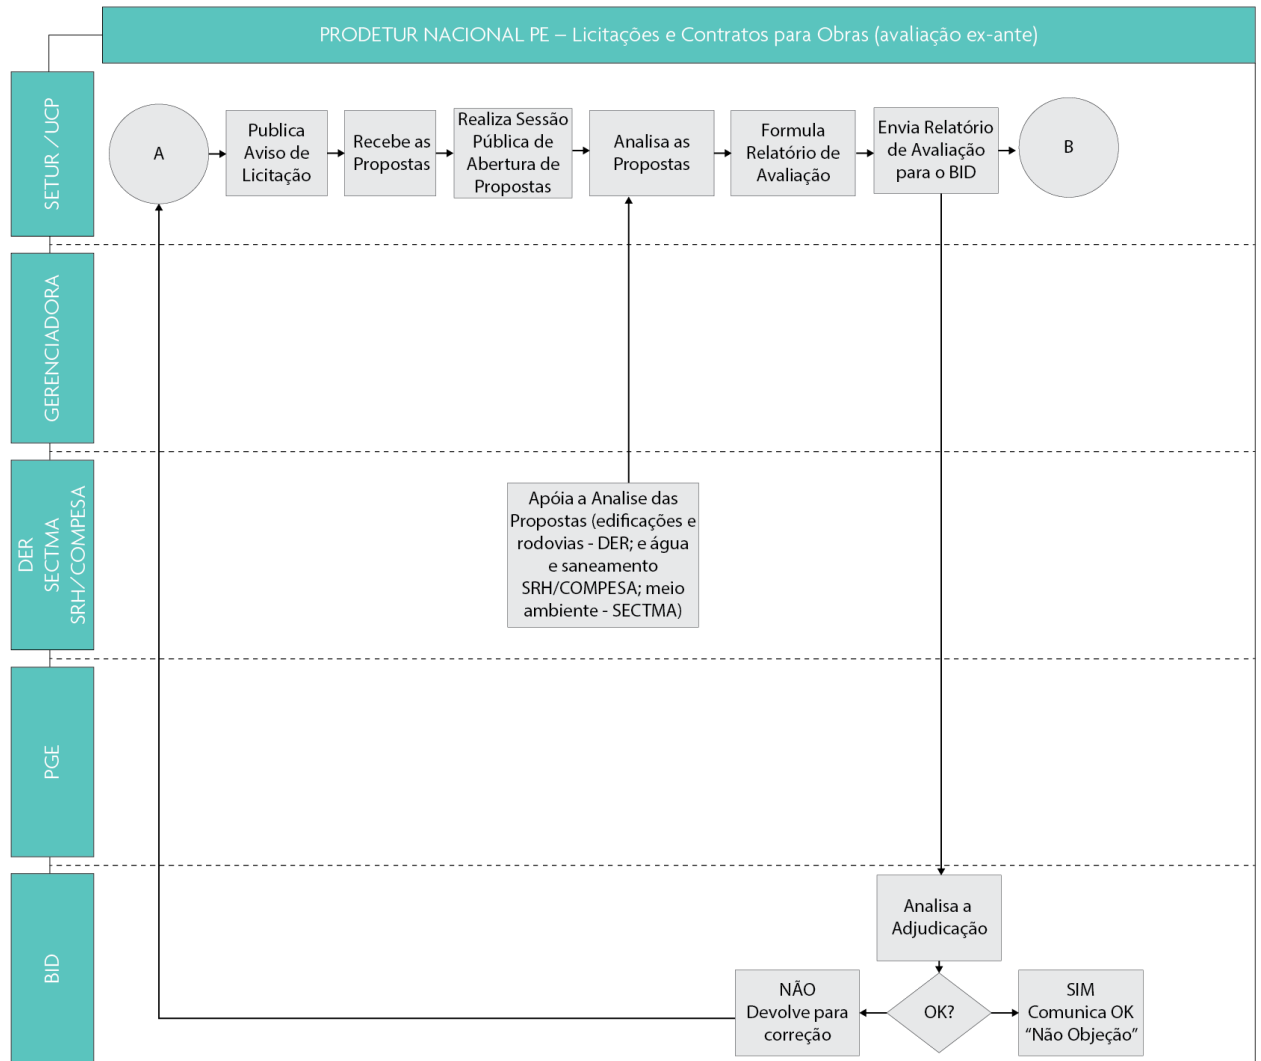 PRODETUR NACIONAL PE – Licitações e Contratos para Obras (avaliação ex-ante)
SETUR /UCP
A
Publica
Aviso de
Licitação
Recebe as
Propostas
Realiza Sessão
Pública de
Abertura de
Propostas
Analisa as
Propostas
Formula
Relatório de
Avaliação
Envia Relatório
de Avaliação
para o BID
B
GERENCIADORA
DER
SECTMA
SRH/COMPESA
Apóia a Analise das
Propostas (edificações e
rodovias - DER; e água
e saneamento
SRH/COMPESA; meio
ambiente - SECTMA)
PGE
BID
Analisa a
Adjudicação
NÃO
Devolve para
correção
OK?
SIM
Comunica OK
“Não Objeção”